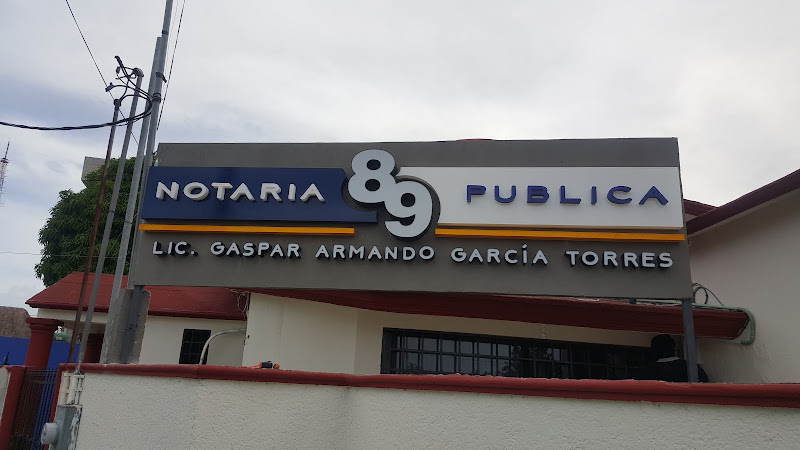 NOTARIA 89 PUBLICA
LIC. GASPAR ARMANDO GARCÍA TORRES